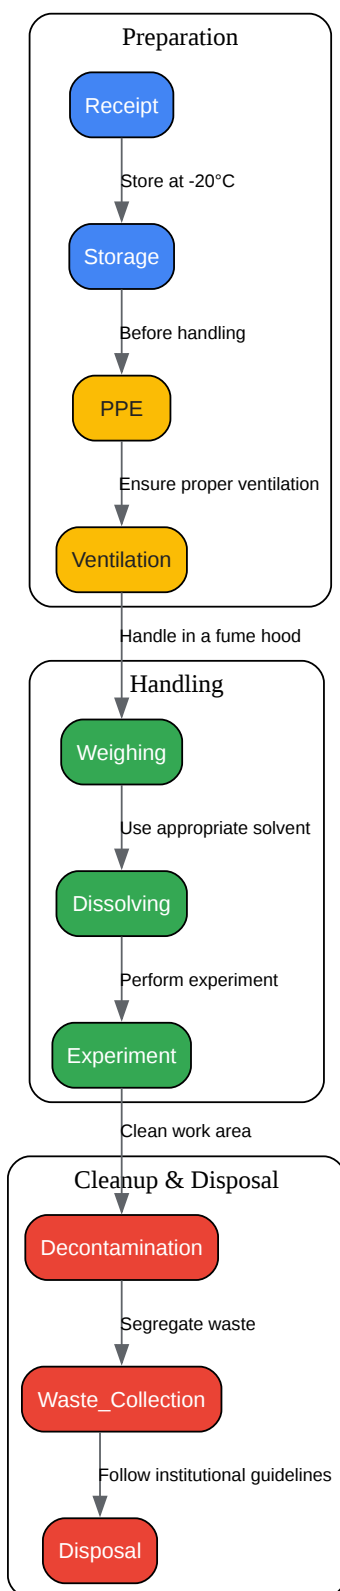 Preparation
Receipt
Store at -20°C
Storage
Before handling
PPE
Ensure proper ventilation
Ventilation
Handle in a fume hood
Handling
Weighing
Use appropriate solvent
Dissolving
Perform experiment
Experiment
Clean work area
Cleanup & Disposal
Decontamination
Segregate waste
Waste_Collection
Follow institutional guidelines
Disposal